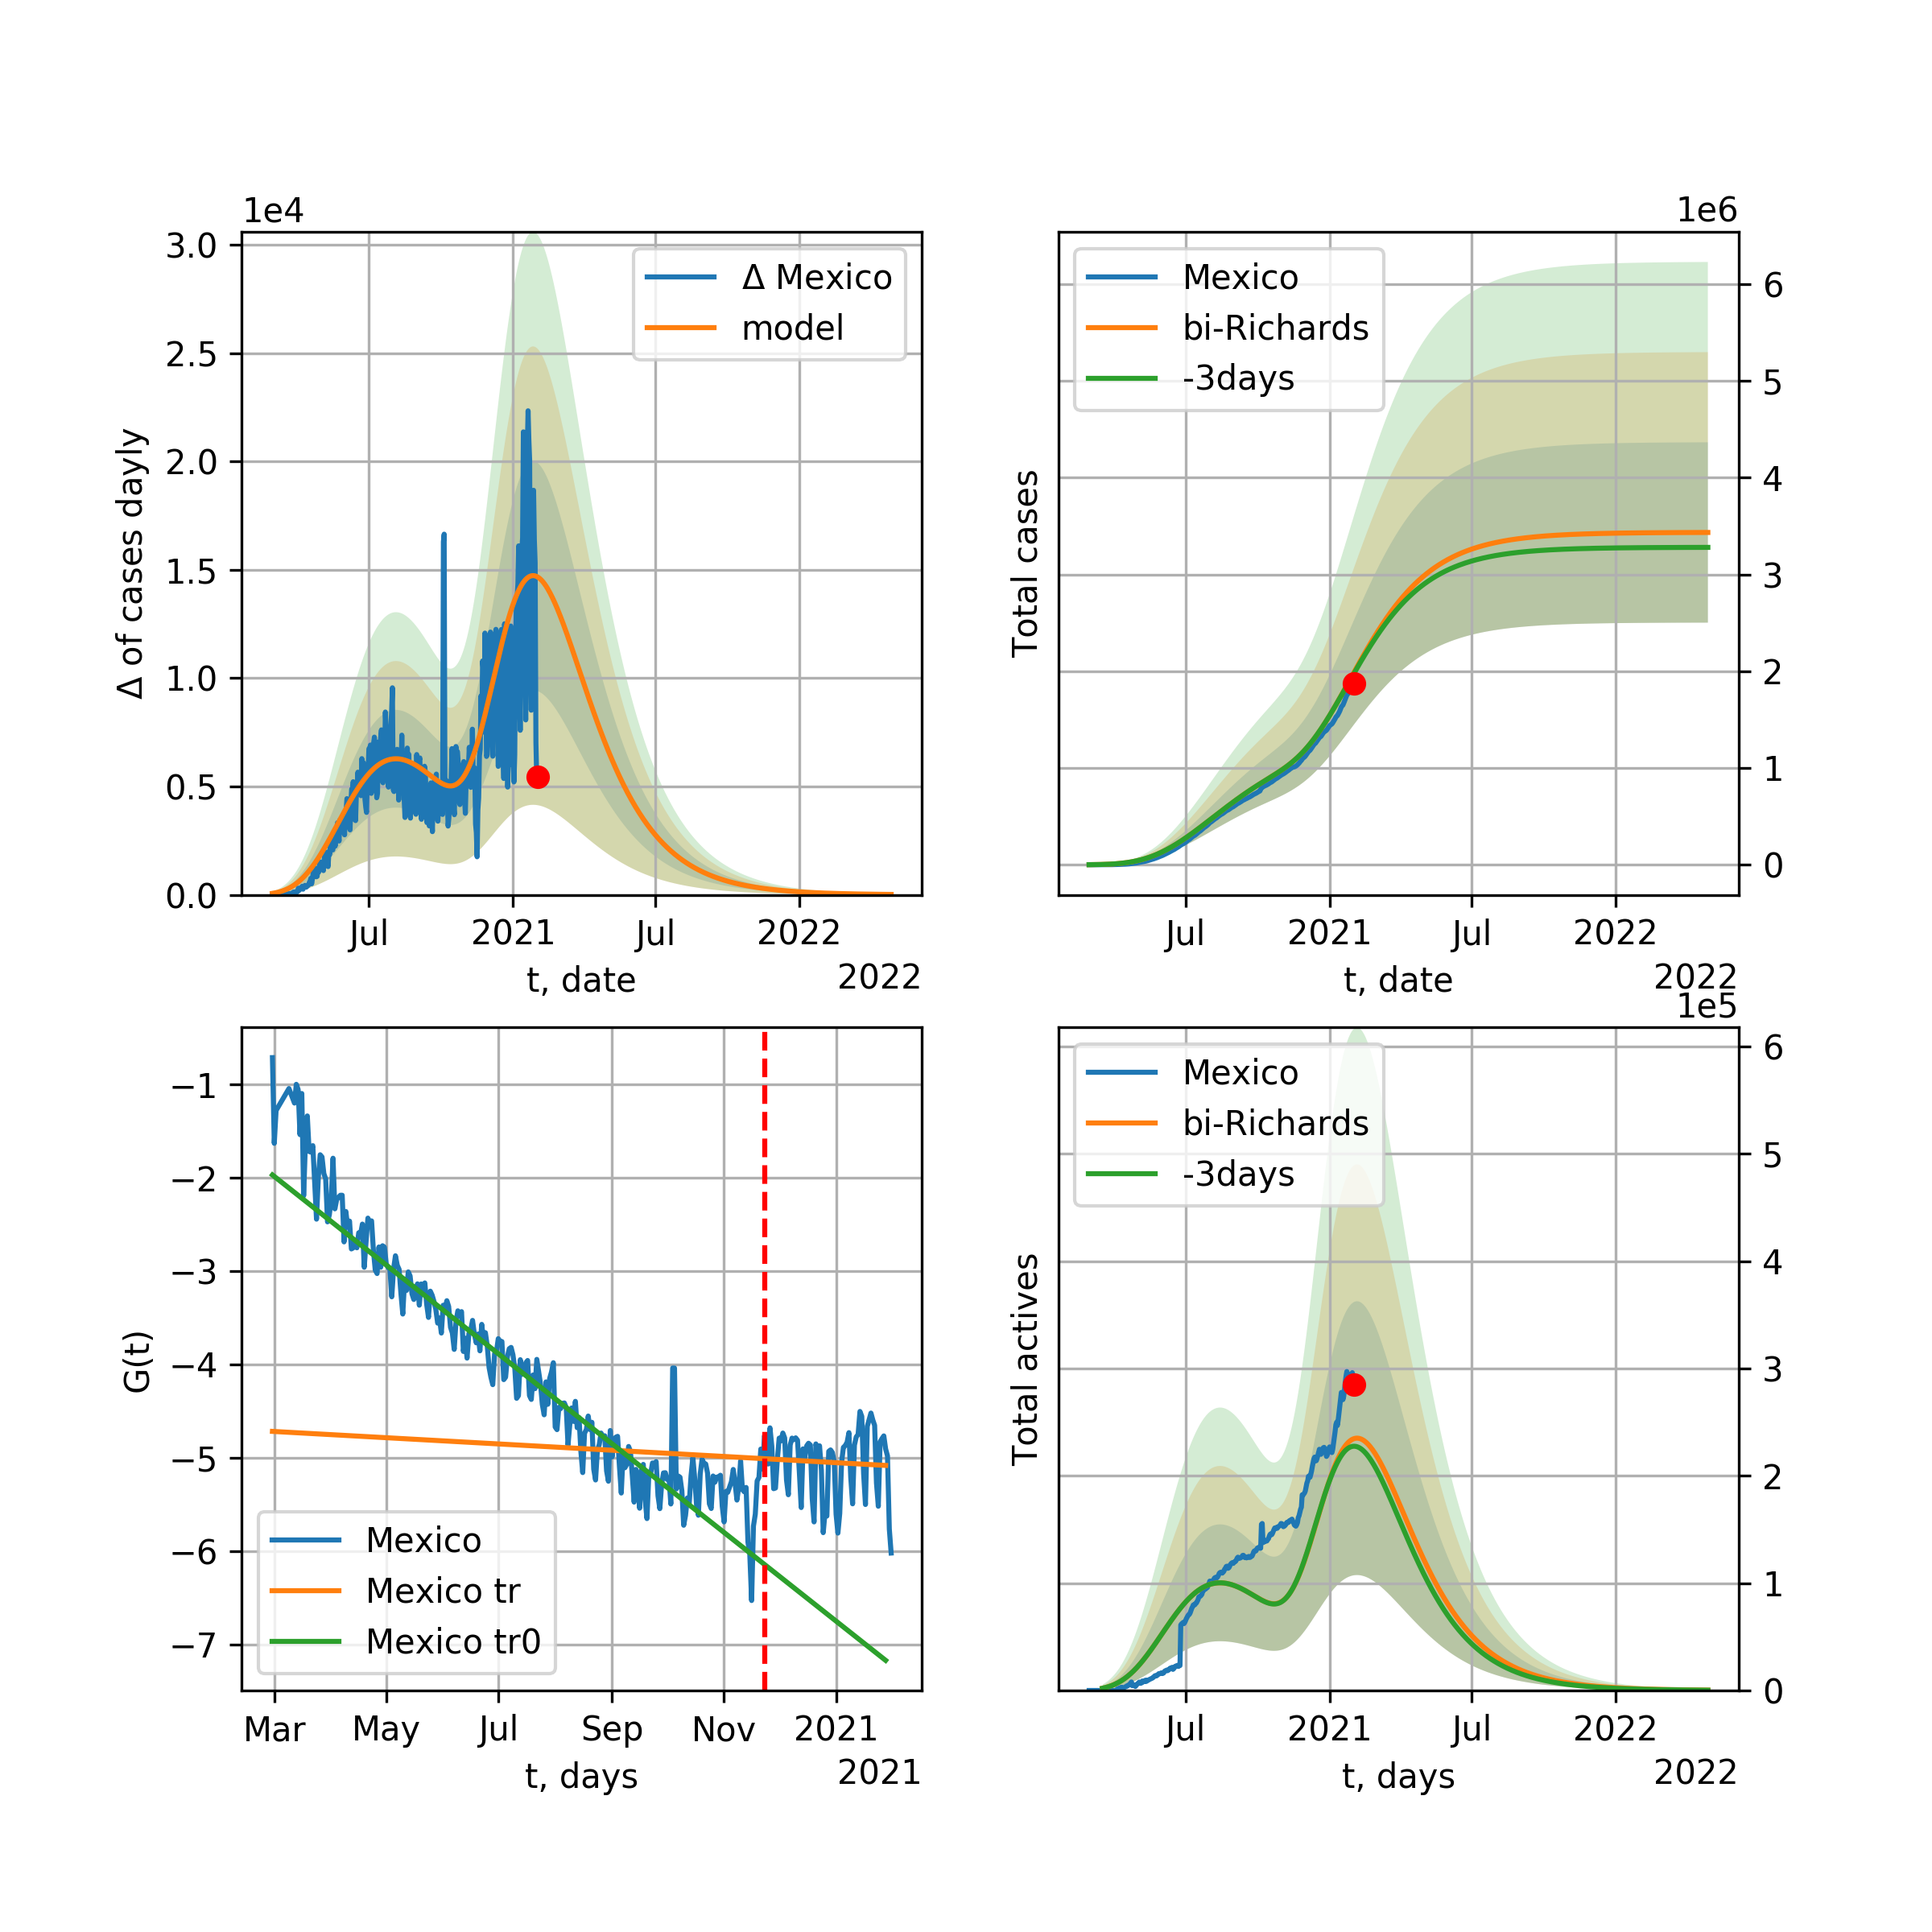 1e4
3.0
2.5
2.0
1.5
1.0
0.5
0.0
Δ of cases dayly
Δ Mexico
model
Jul
2021
Jul
2022
t, date
2022
1e6
Mexico
bi-Richards
-3days
Total cases
6
5
4
3
2
1
0
Jul
2021
Jul
2022
t, date
2022
−1
−2
−3
−4
−5
−6
−7
G(t)
Mexico
Mexico tr
Mexico tr0
Mar
May
Jul
Sep
Nov
2021
t, days
2021
1e5
Mexico
bi-Richards
-3days
Total actives
6
5
4
3
2
1
0
Jul
2021
Jul
2022
t, days
2022